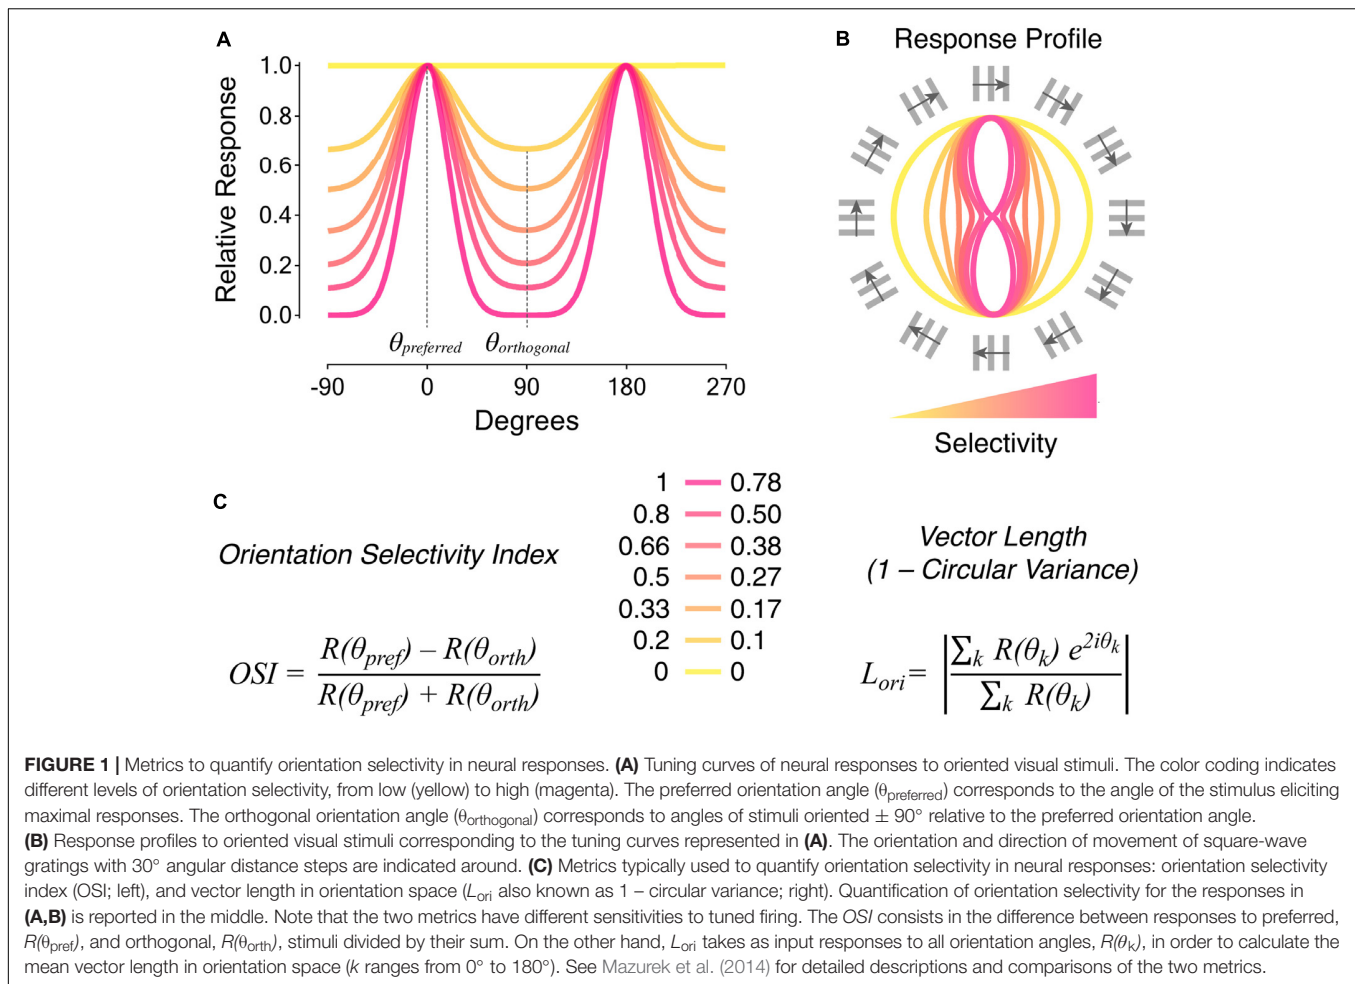 A
B
Response Profile
Relative Response
1.0
0.8
0.6
0.4
0.2
0.0
θpreferred
θorthogonal
-90
0
90
180
270
Degrees
Selectivity
C
Orientation Selectivity Index
OSI = R(θpref) – R(θorth) / R(θpref) + R(θorth)
1 0.78
0.8 0.50
0.66 0.38
0.5 0.27
0.33 0.17
0.2 0.1
0 0
Vector Length
(1 – Circular Variance)
Lori = | ∑k R(θk) e2iθk / ∑k R(θk) |
FIGURE 1 | Metrics to quantify orientation selectivity in neural responses. (A) Tuning curves of neural responses to oriented visual stimuli. The color coding indicates
different levels of orientation selectivity, from low (yellow) to high (magenta). The preferred orientation angle (θpreferred) corresponds to the angle of the stimulus eliciting
maximal responses. The orthogonal orientation angle (θorthogonal) corresponds to angles of stimuli oriented ± 90° relative to the preferred orientation angle.
(B) Response profiles to oriented visual stimuli corresponding to the tuning curves represented in (A). The orientation and direction of movement of square-wave
gratings with 30° angular distance steps are indicated around. (C) Metrics typically used to quantify orientation selectivity in neural responses: orientation selectivity
index (OSI; left), and vector length in orientation space (Lori also known as 1 – circular variance; right). Quantification of orientation selectivity for the responses in
(A,B) is reported in the middle. Note that the two metrics have different sensitivities to tuned firing. The OSI consists in the difference between responses to preferred,
R(θpref), and orthogonal, R(θorth), stimuli divided by their sum. On the other hand, Lori takes as input responses to all orientation angles, R(θk), in order to calculate the
mean vector length in orientation space (k ranges from 0° to 180°). See Mazurek et al. (2014) for detailed descriptions and comparisons of the two metrics.